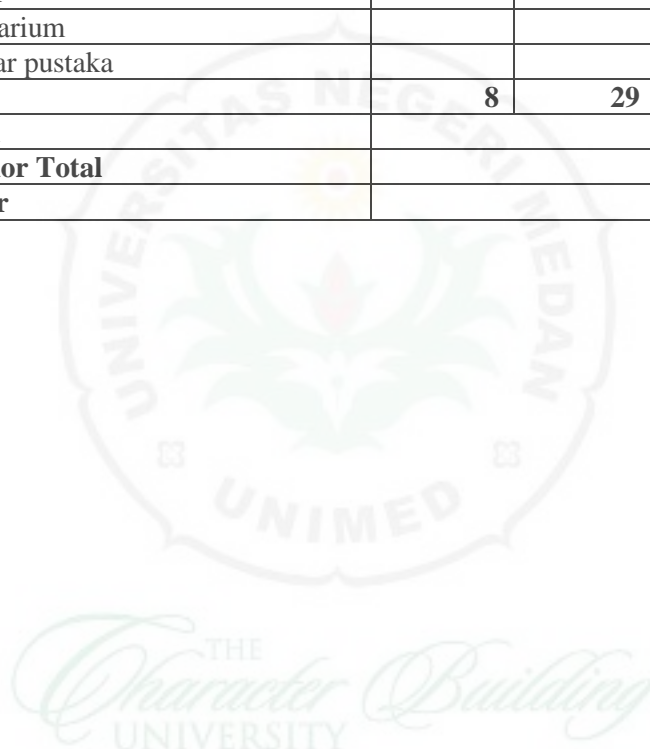 arium
ar pustaka
8 29
or Total
r
UNIVERSITAS NEGERI MEDAN
UNIMED
THE
Character Building
UNIVERSITY